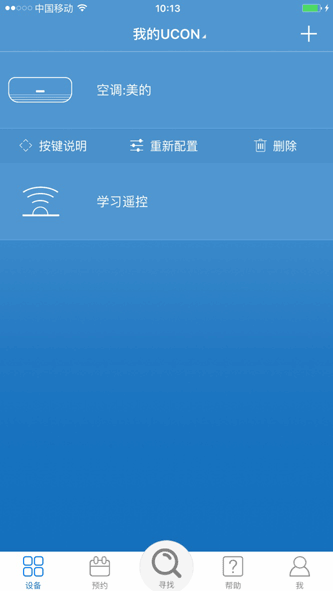 中国移动 10:13
我的UCON
空调:美的
按键说明 重新配置 删除
学习遥控
设备 预约 寻找 帮助 我